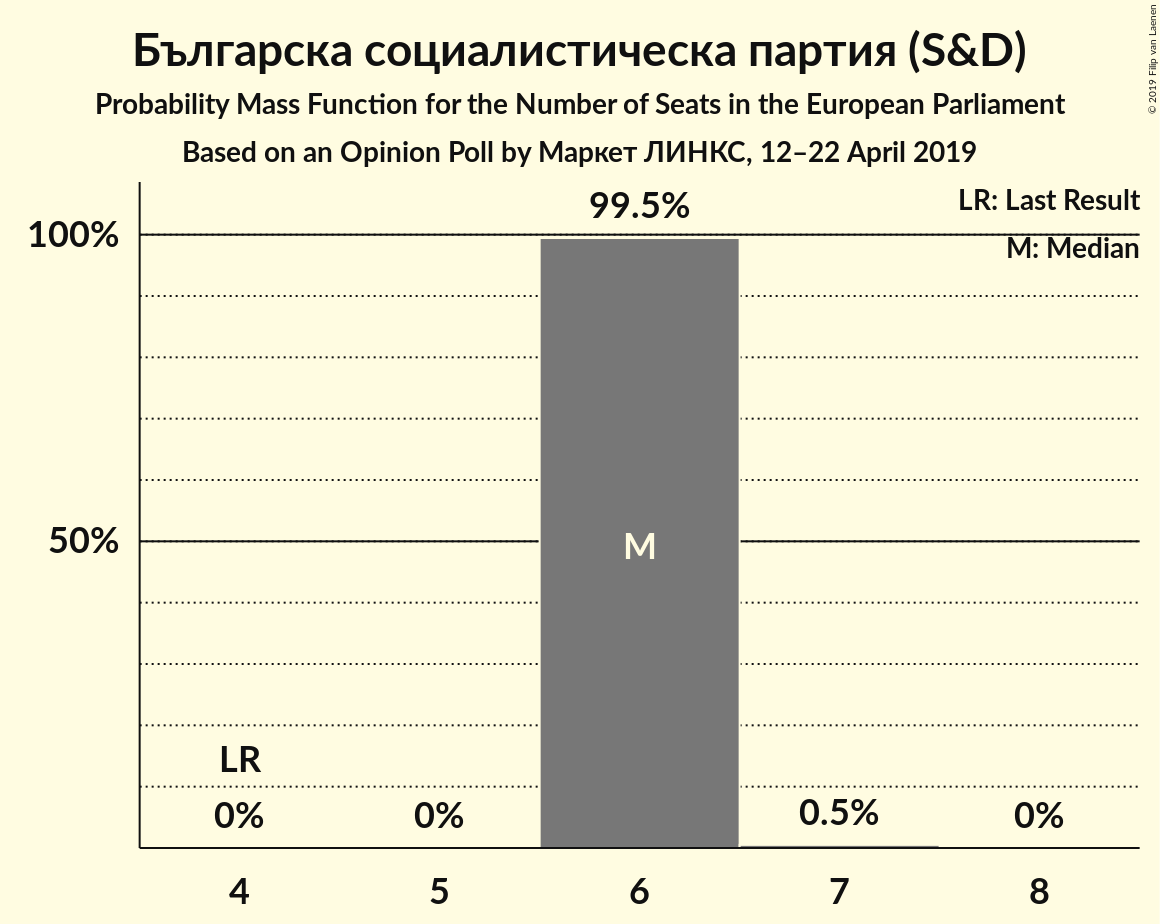 Българска социалистическа партия (S&D)
Probability Mass Function for the Number of Seats in the European Parliament
Based on an Opinion Poll by Маркет ЛИНКС, 12–22 April 2019
© 2019 Filip van Laenen
LR: Last Result
M: Median
99.5%
100%
50%
M
LR
0%
0%
0.5%
0%
4
5
6
7
8